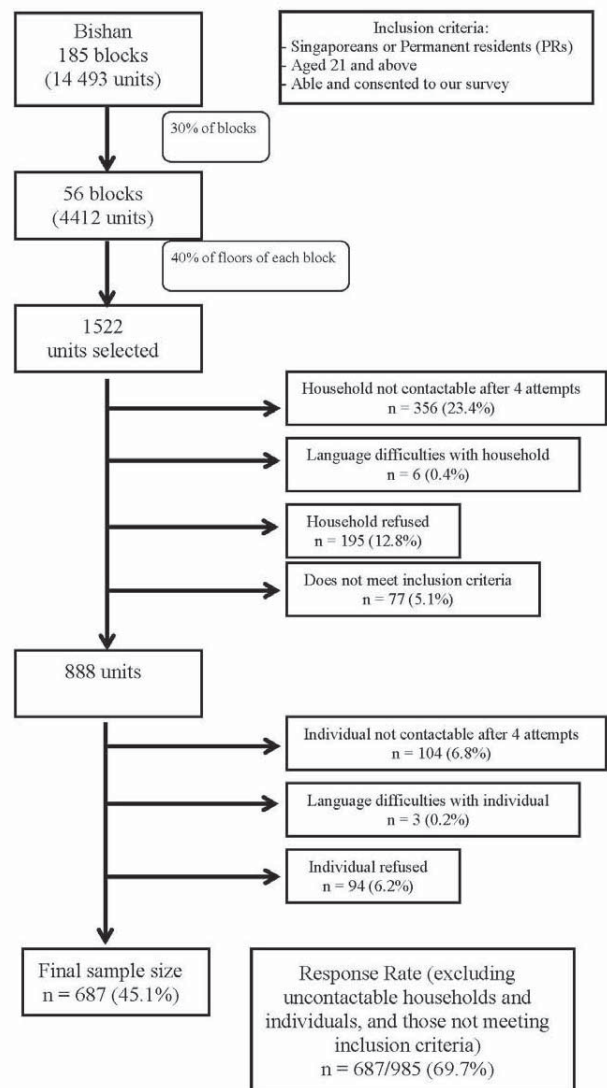 Bishan
185 blocks
(14 493 units)
Inclusion criteria:
- Singaporeans or Permanent residents (PRs)
- Aged 21 and above
- Able and consented to our survey
30% of blocks
56 blocks
(4412 units)
40% of floors of each block
1522
units selected
Household not contactable after 4 attempts
n = 356 (23.4%)
Language difficulties with household
n = 6 (0.4%)
Household refused
n = 195 (12.8%)
Does not meet inclusion criteria
n = 77 (5.1%)
888 units
Individual not contactable after 4 attempts
n = 104 (6.8%)
Language difficulties with individual
n = 3 (0.2%)
Individual refused
n = 94 (6.2%)
Final sample size
n = 687 (45.1%)
Response Rate (excluding
uncontactable households and
individuals, and those not meeting
inclusion criteria)
n = 687/985 (69.7%)